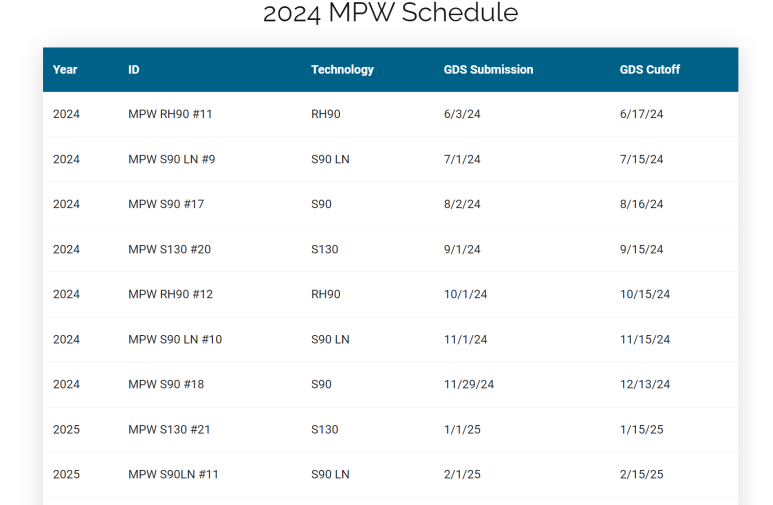 2024 MPW Schedule
Year ID Technology GDS Submission GDS Cutoff
2024 MPW RH90 #11 RH90 6/3/24 6/17/24
2024 MPW S90 LN #9 S90 LN 7/1/24 7/15/24
2024 MPW S90 #17 S90 8/2/24 8/16/24
2024 MPW S130 #20 S130 9/1/24 9/15/24
2024 MPW RH90 #12 RH90 10/1/24 10/15/24
2024 MPW S90 LN #10 S90 LN 11/1/24 11/15/24
2024 MPW S90 #18 S90 11/29/24 12/13/24
2025 MPW S130 #21 S130 1/1/25 1/15/25
2025 MPW S90LN #11 S90 LN 2/1/25 2/15/25